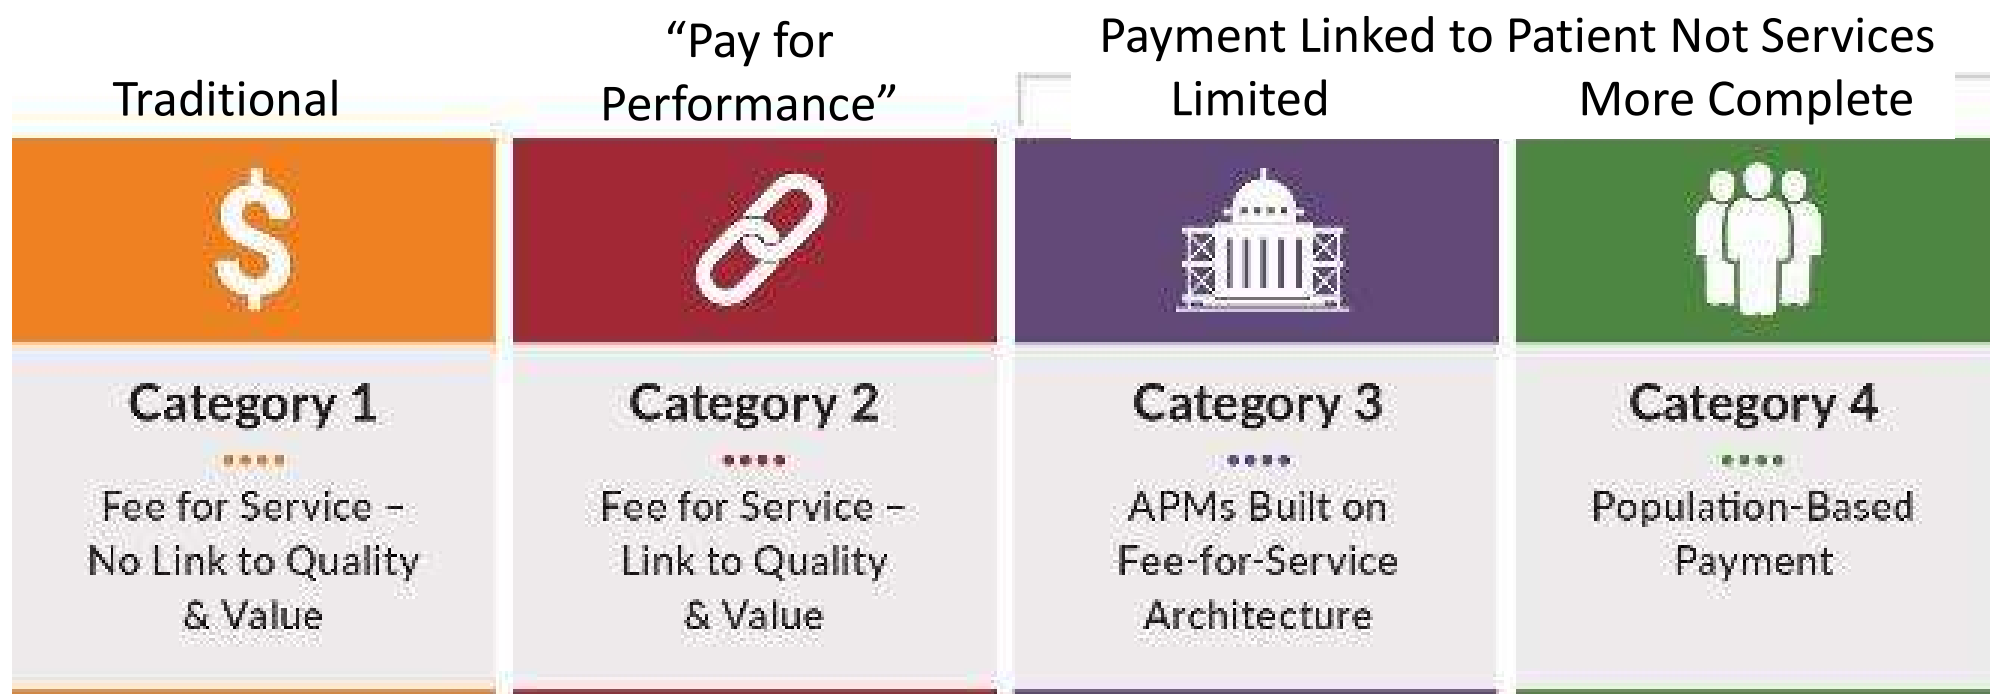 Traditional
“Pay for
Performance”
Payment Linked to Patient Not Services
Limited
More Complete
Category 1
Fee for Service –
No Link to Quality
& Value
Category 2
Fee for Service –
Link to Quality
& Value
Category 3
APMs Built on
Fee-for-Service
Architecture
Category 4
Population-Based
Payment